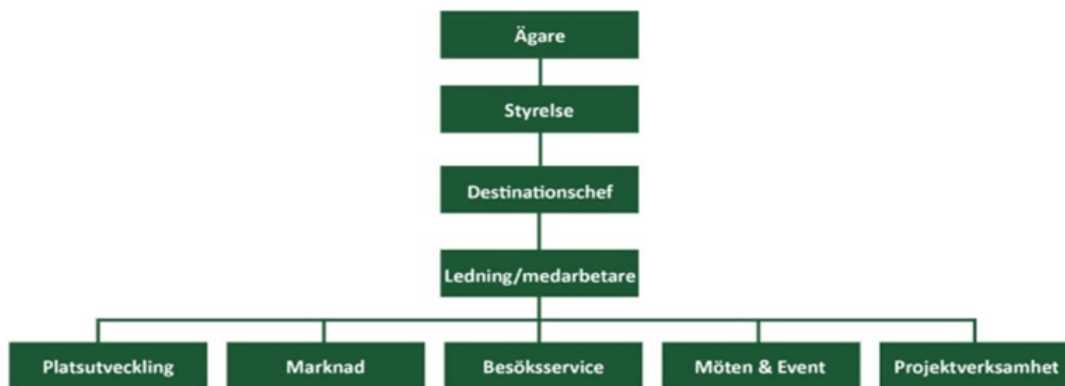 Ägare
Styrelse
Destinationschef
Ledning/medarbetare
Platsutveckling
Marknad
Besöksservice
Möten & Event
Projektverksamhet